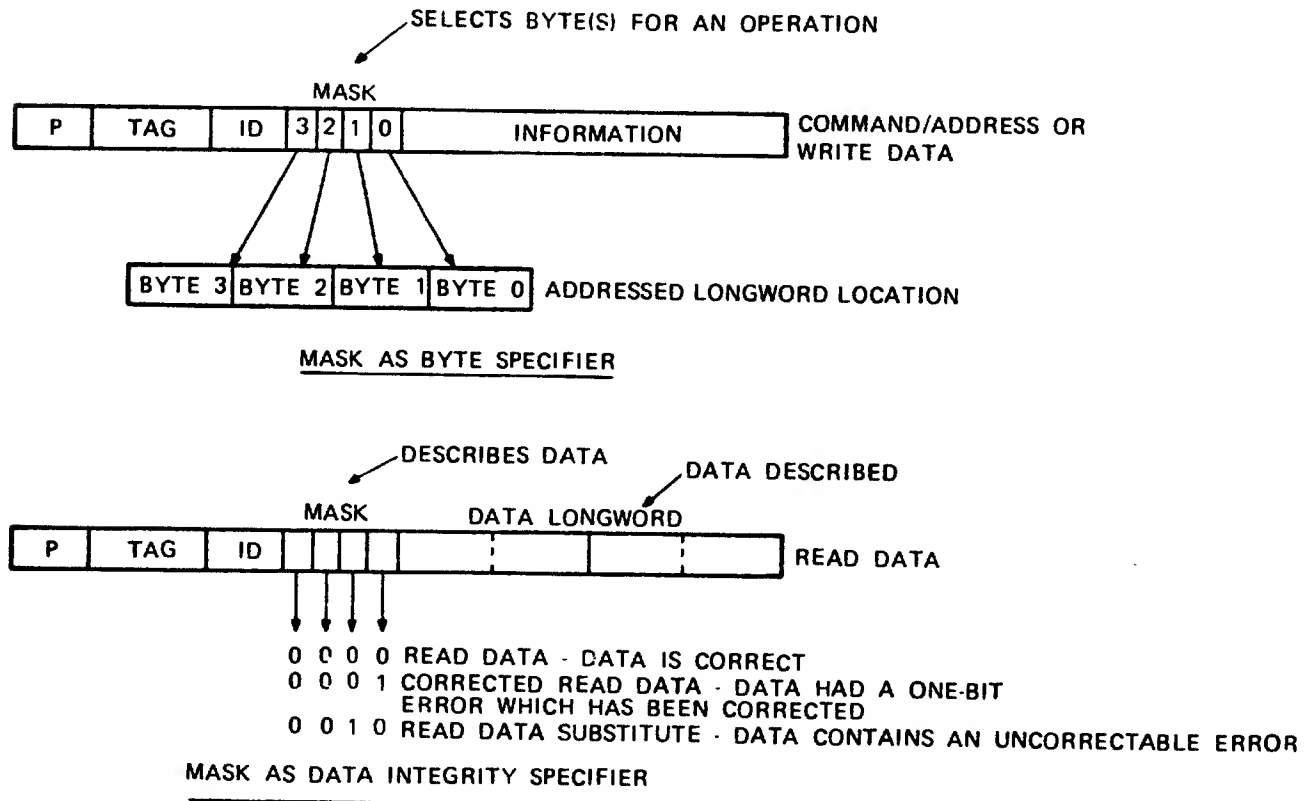 SELECTS BYTE(S) FOR AN OPERATION
MASK
P TAG ID 3 2 1 0 INFORMATION
COMMAND/ADDRESS OR
WRITE DATA
BYTE 3 BYTE 2 BYTE 1 BYTE 0 ADDRESSED LONGWORD LOCATION
MASK AS BYTE SPECIFIER
DESCRIBES DATA
DATA DESCRIBED
MASK DATA LONGWORD
P TAG ID READ DATA
0 0 0 0 READ DATA - DATA IS CORRECT
0 0 0 1 CORRECTED READ DATA - DATA HAD A ONE-BIT
ERROR WHICH HAS BEEN CORRECTED
0 0 1 0 READ DATA SUBSTITUTE - DATA CONTAINS AN UNCORRECTABLE ERROR
MASK AS DATA INTEGRITY SPECIFIER